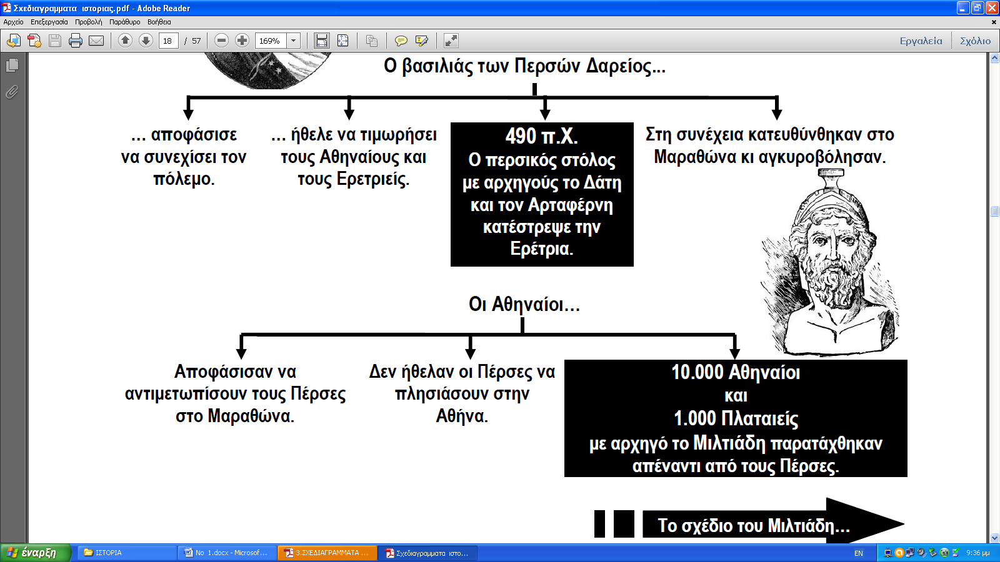 Σχεδιαγραμματα ιστοριας.pdf - Adobe Reader
Αρχείο Επεξεργασία Προβολή Παράθυρο Βοήθεια
18 / 57 169% Εργαλεία Σχόλιο
Ο βασιλιάς των Περσών Δαρείος...
… αποφάσισε
να συνεχίσει τον
πόλεμο.
… ήθελε να τιμωρήσει
τους Αθηναίους και
τους Ερετριείς.
490 π.Χ.
Ο περσικός στόλος
με αρχηγούς το Δάτη
και τον Αρταφέρνη
κατέστρεψε την
Ερέτρια.
Στη συνέχεια κατευθύνθηκαν στο
Μαραθώνα κι αγκυροβόλησαν.
Οι Αθηναίοι…
Αποφάσισαν να
αντιμετωπίσουν τους Πέρσες
στο Μαραθώνα.
Δεν ήθελαν οι Πέρσες να
πλησιάσουν στην
Αθήνα.
10.000 Αθηναίοι
και
1.000 Πλαταιείς
με αρχηγό το Μιλτιάδη παρατάχθηκαν
απέναντι από τους Πέρσες.
Το σχέδιο του Μιλτιάδη…
έναρξη ΙΣΤΟΡΙΑ No 1.docx - Microsof... 3.ΣΧΕΔΙΑΓΡΑΜΜΑΤΑ ... Σχεδιαγραμματα ιστο... EN 9:36 μμ